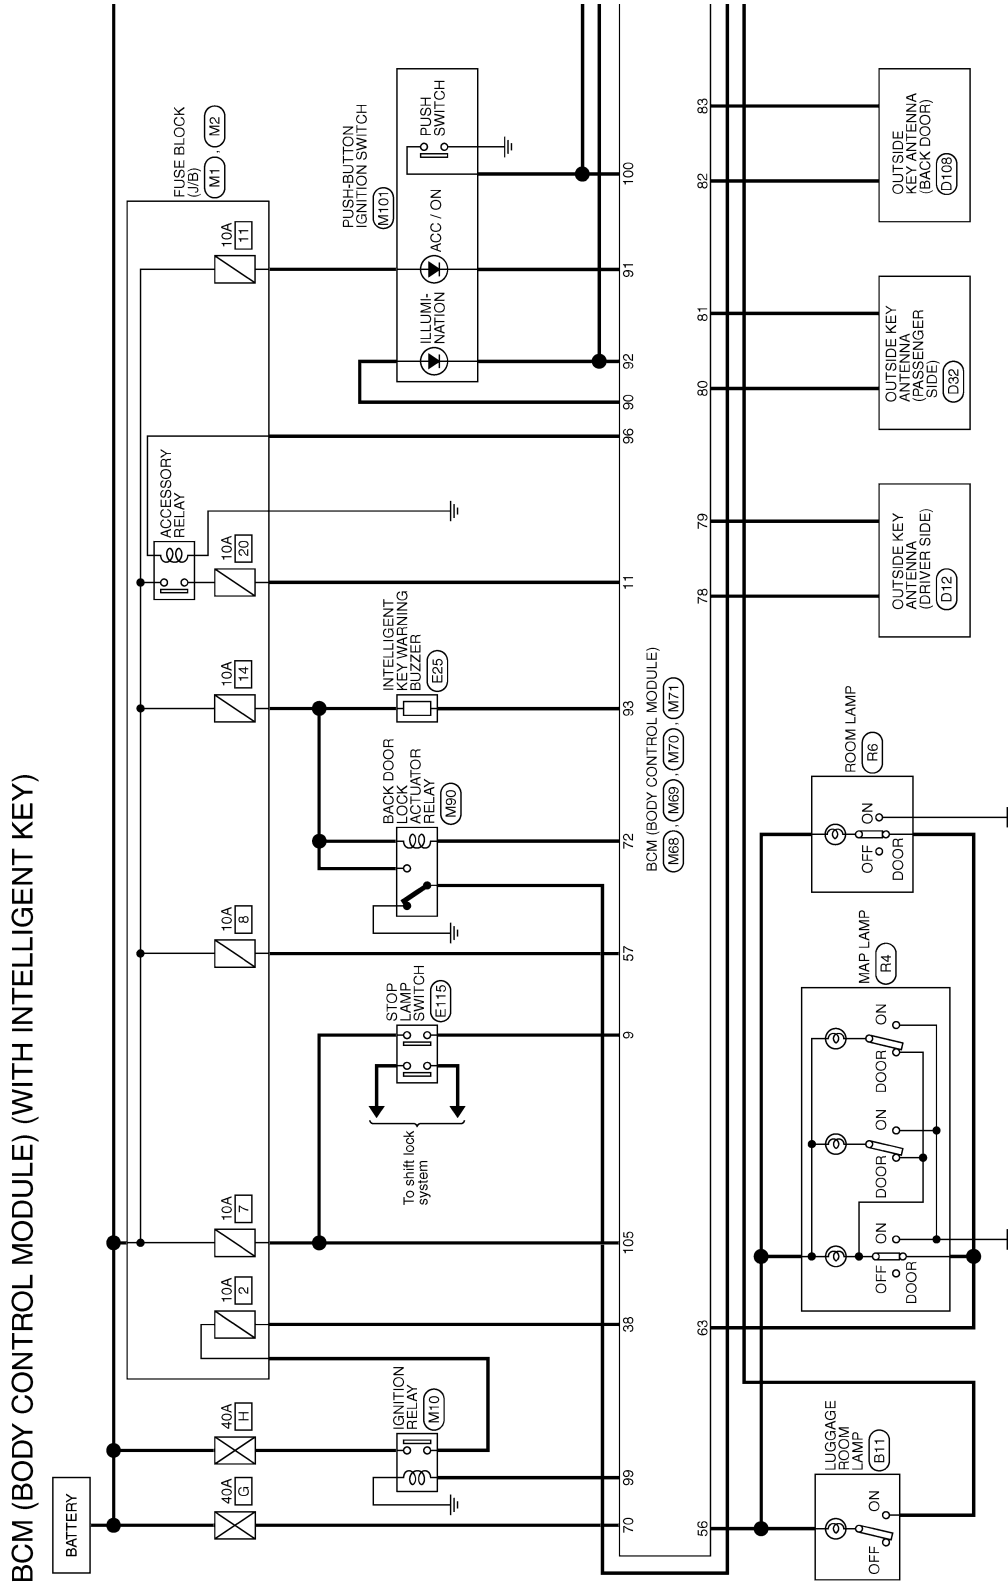 BCM (BODY CONTROL MODULE) (WITH INTELLIGENT KEY)
BATTERY
40A
G
40A
H
10A
2
10A
7
10A
8
10A
14
10A
20
10A
11
FUSE BLOCK
(J/B)
M1 , M2
ACCESSORY
RELAY
IGNITION
RELAY
M10
To shift lock
system
STOP
LAMP
SWITCH
E115
BACK DOOR
LOCK
ACTUATOR
RELAY
M90
INTELLIGENT
KEY WARNING
BUZZER
E25
PUSH-BUTTON
IGNITION SWITCH
M101
ILLUMI-
NATION
ACC / ON
PUSH
SWITCH
70
99
38
105
9
57
72
93
11
96
90
92
91
100
BCM (BODY CONTROL MODULE)
M68 , M69 , M70 , M71
56
63
78
79
80
81
82
83
LUGGAGE
ROOM
LAMP
B11
OFF
ON
MAP LAMP
R4
OFF
ON
DOOR
DOOR
ON
DOOR
ON
ROOM LAMP
R6
OFF
ON
DOOR
OUTSIDE KEY
ANTENNA
(DRIVER SIDE)
D12
OUTSIDE KEY
ANTENNA
(PASSENGER
SIDE)
D32
OUTSIDE
KEY ANTENNA
(BACK DOOR)
D108